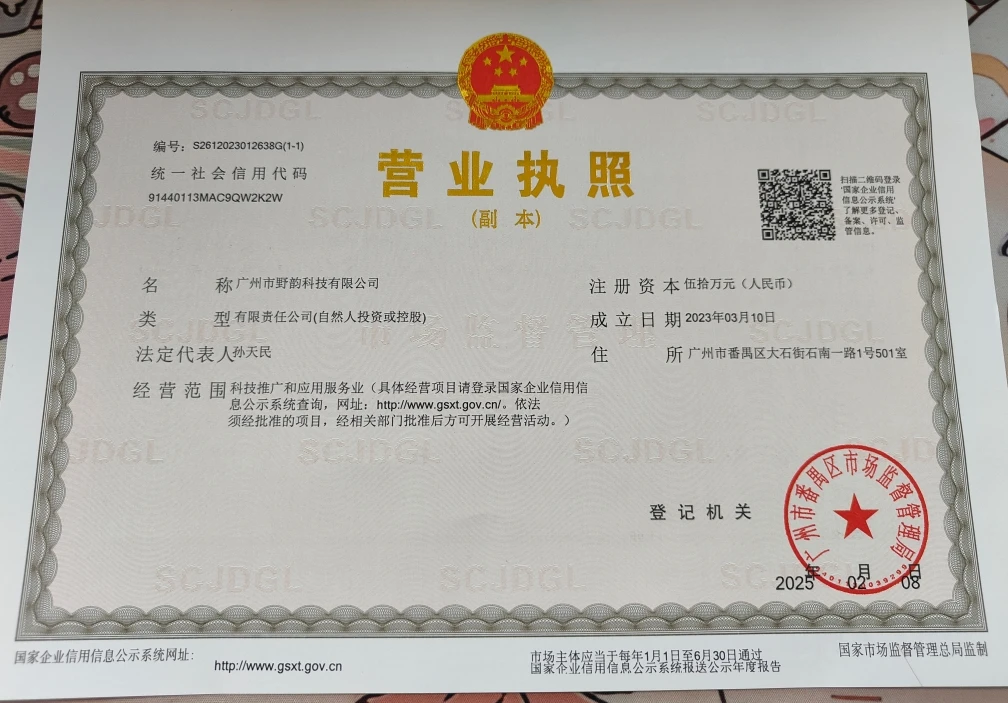 编号：S2612023012638G(1-1)
统一社会信用代码
91440113MAC9QW2K2W
营业执照
（副 本）
扫描二维码登录
‘国家企业信用
信息公示系统’
了解更多登记、
备案、许可、监
管信息。
名 称 广州市野韵科技有限公司
类 型 有限责任公司(自然人投资或控股)
法定代表人 孙天民
经营范围 科技推广和应用服务业（具体经营项目请登录国家企业信用信
息公示系统查询，网址：http://www.gsxt.gov.cn/。依法
须经批准的项目，经相关部门批准后方可开展经营活动。）
注册资本 伍拾万元（人民币）
成立日期 2023年03月10日
住 所 广州市番禺区大石街石南一路1号501室
登记机关
广州市番禺区市场监督管理局
2025年02月08日
国家企业信用信息公示系统网址：
http://www.gsxt.gov.cn
市场主体应当于每年1月1日至6月30日通过
国家企业信用信息公示系统报送公示年度报告
国家市场监督管理总局监制
SCJDGL
市场监督管理